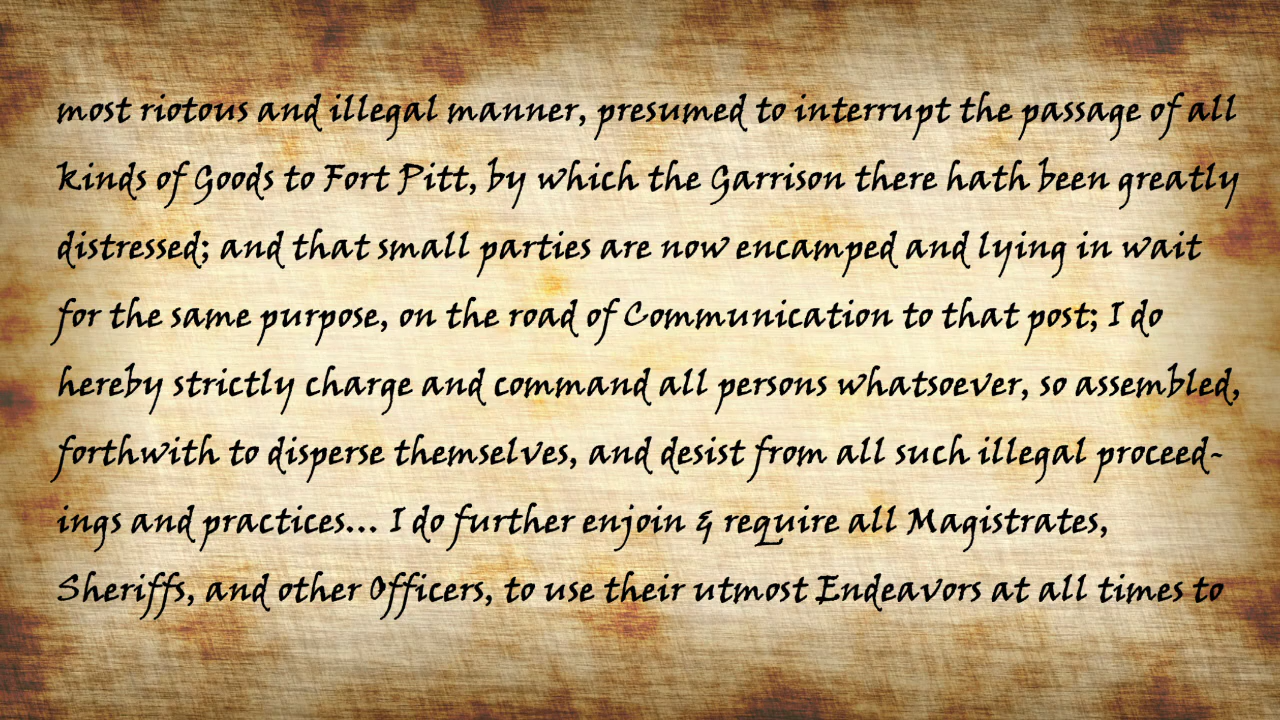 most riotous and illegal manner, presumed to interrupt the passage of all
kinds of Goods to Fort Pitt, by which the Garrison there hath been greatly
distressed; and that small parties are now encamped and lying in wait
for the same purpose, on the road of Communication to that post; I do
hereby strictly charge and command all persons whatsoever, so assembled,
forthwith to disperse themselves, and desist from all such illegal proceed-
ings and practices... I do further enjoin & require all Magistrates,
Sheriffs, and other Officers, to use their utmost Endeavors at all times to